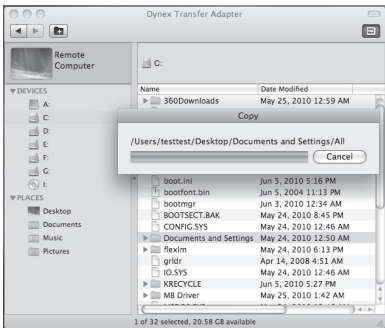 Dynex Transfer Adapter
Remote
Computer
C:
DEVICES
A:
C:
D:
E:
F:
G:
I:
PLACES
Desktop
Documents
Music
Pictures
Name Date Modified
360Downloads May 25, 2010 12:59 AM
Copy
/Users/testtest/Desktop/Documents and Settings/All
Cancel
boot.ini Jun 5, 2010 5:16 PM
bootfont.bin Jun 5, 2004 11:13 PM
bootmgr Jun 3, 2010 12:34 AM
BOOTSECT.BAK May 24, 2010 8:45 PM
CONFIG.SYS May 24, 2010 12:46 AM
Documents and Settings May 24, 2010 12:50 AM
flexlm May 24, 2010 6:13 PM
grldr Apr 14, 2008 4:51 AM
IO.SYS May 24, 2010 12:46 AM
KRECYCLE Jun 5, 2010 5:27 PM
MB Driver May 25, 2010 1:42 AM
1 of 32 selected, 20.58 GB available